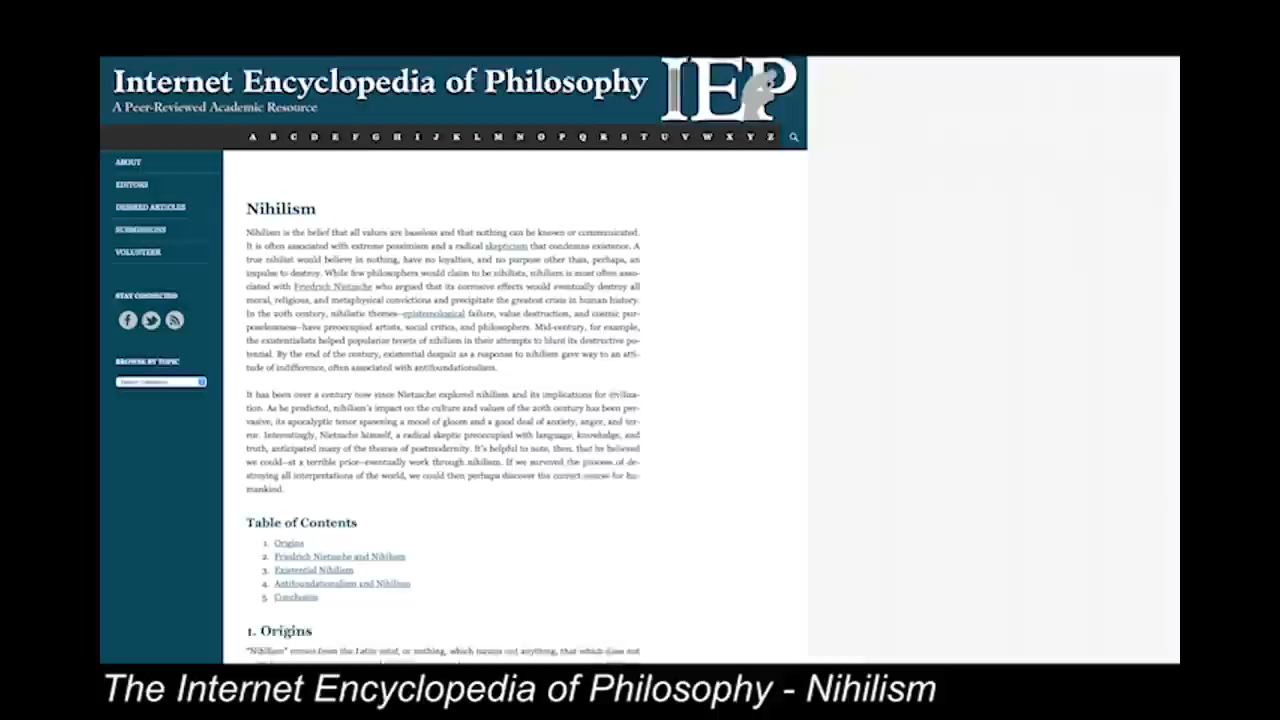 Internet Encyclopedia of Philosophy
IEP
A Peer-Reviewed Academic Resource
A B C D E F G H I J K L M N O P Q R S T U V W X Y Z
ABOUT
EDITORS
DESIRED ARTICLES
SUBMISSIONS
VOLUNTEER
STAY CONNECTED
BROWSE BY TOPIC
Nihilism
Nihilism is the belief that all values are baseless and that nothing can be known or communicated.
It is often associated with extreme pessimism and a radical skepticism that condemns existence. A
true nihilist would believe in nothing, have no loyalties, and no purpose other than, perhaps, an
impulse to destroy. While few philosophers would claim to be nihilists, nihilism is most often asso-
ciated with Friedrich Nietzsche who argued that its corrosive effects would eventually destroy all
moral, religious, and metaphysical convictions and precipitate the greatest crisis in human history.
In the 20th century, nihilistic themes--epistemological failure, value destruction, and cosmic pur-
poselessness--have preoccupied artists, social critics, and philosophers. Mid-century, for example,
the existentialists helped popularize tenets of nihilism in their attempts to blunt its destructive po-
tential. By the end of the century, existential despair as a response to nihilism gave way to an atti-
tude of indifference, often associated with antifoundationalism.
It has been over a century now since Nietzsche explored nihilism and its implications for civiliza-
tion. As he predicted, nihilism's impact on the culture and values of the 20th century has been per-
vasive, its apocalyptic tenor spawning a mood of gloom and a good deal of anxiety, anger, and ter-
ror. Interestingly, Nietzsche himself, a radical skeptic preoccupied with language, knowledge, and
truth, anticipated many of the themes of postmodernity. It's helpful to note, then, that he believed
we could--at a terrible price--eventually work through nihilism. If we survived the process of de-
stroying all interpretations of the world, we could then perhaps discover the correct course for hu-
mankind.
Table of Contents
1. Origins
2. Friedrich Nietzsche and Nihilism
3. Existential Nihilism
4. Antifoundationalism and Nihilism
5. Conclusion
1. Origins
"Nihilism" comes from the Latin nihil, or nothing, which means not anything, that which does not
The Internet Encyclopedia of Philosophy - Nihilism